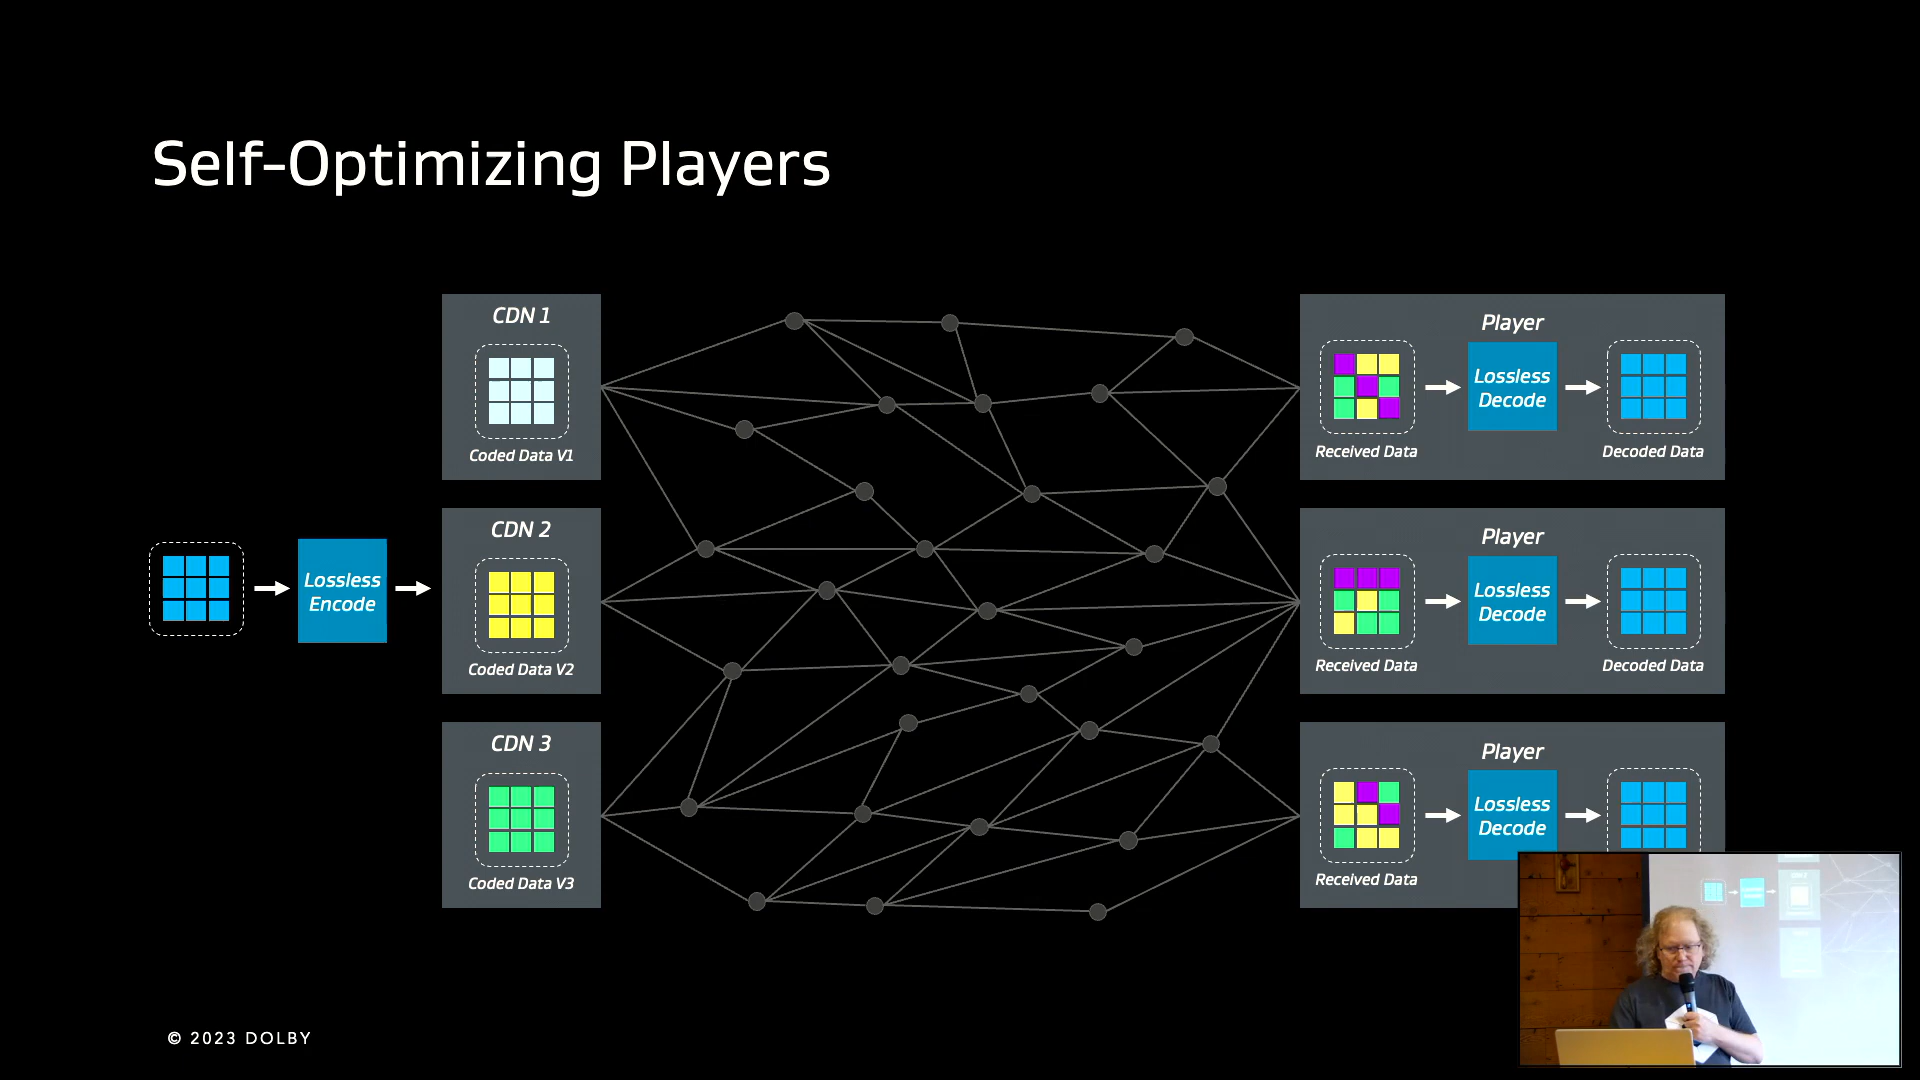 Self-Optimizing Players
Lossless
Encode
CDN 1
Coded Data V1
CDN 2
Coded Data V2
CDN 3
Coded Data V3
Player
Received Data
Lossless
Decode
Decoded Data
Player
Received Data
Lossless
Decode
Decoded Data
Player
Received Data
Lossless
Decode
© 2023 DOLBY